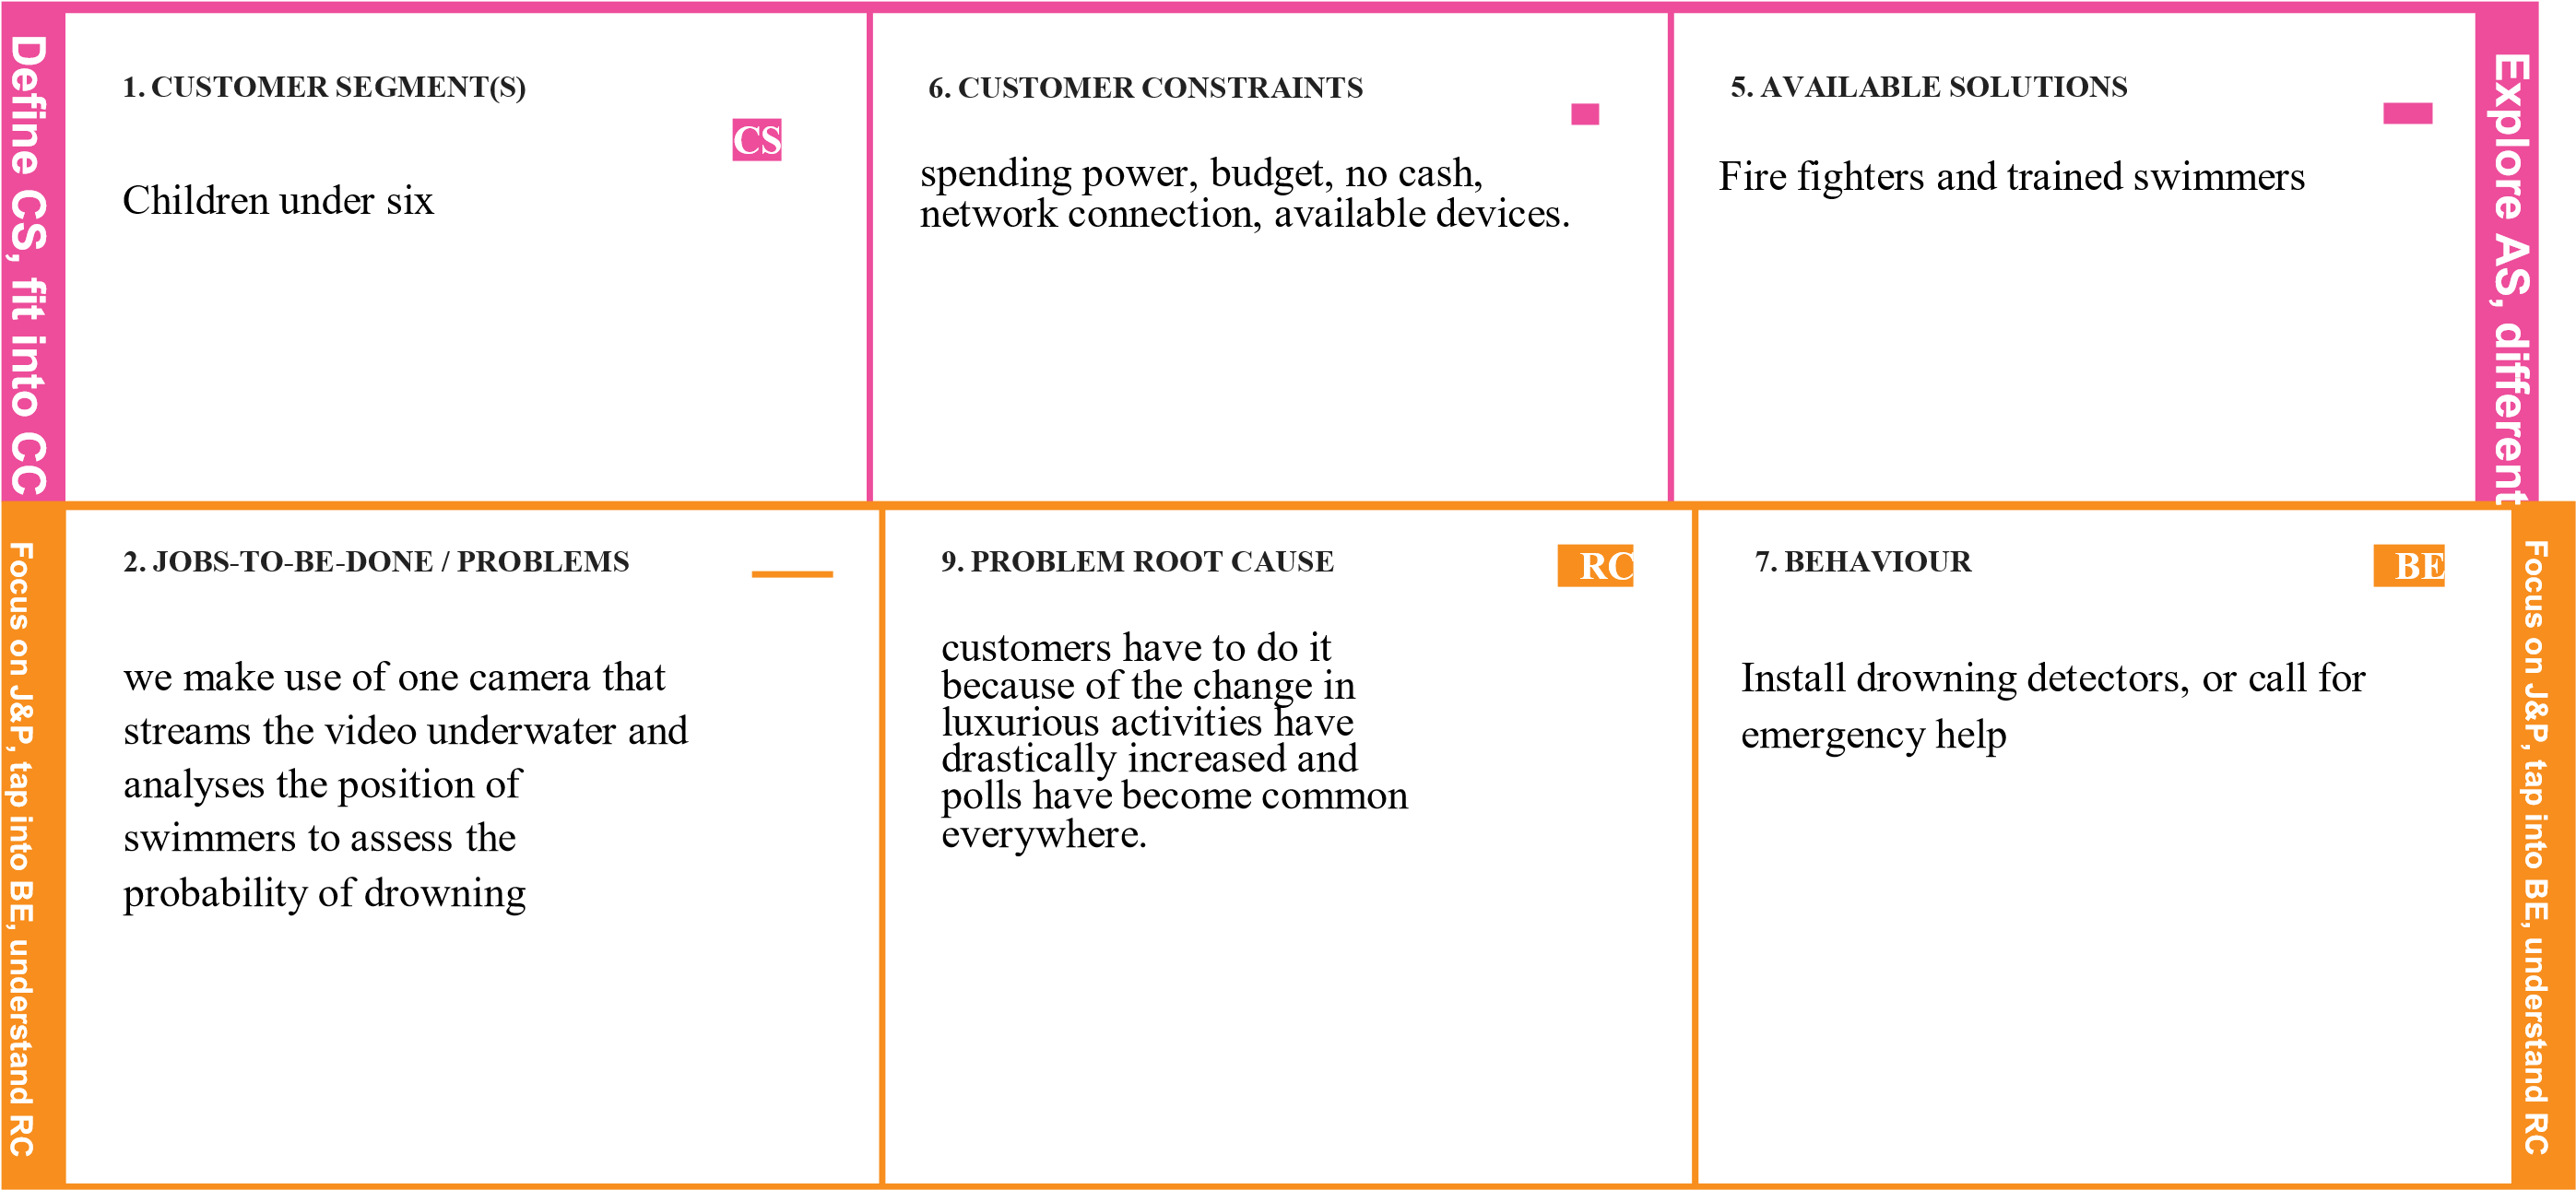 Define CS, fit into CC
1. CUSTOMER SEGMENT(S)
CS
Children under six
6. CUSTOMER CONSTRAINTS
spending power, budget, no cash,
network connection, available devices.
5. AVAILABLE SOLUTIONS
Fire fighters and trained swimmers
Explore AS, different
Focus on J&P, tap into BE, understand RC
2. JOBS-TO-BE-DONE / PROBLEMS
we make use of one camera that
streams the video underwater and
analyses the position of
swimmers to assess the
probability of drowning
9. PROBLEM ROOT CAUSE
RC
customers have to do it
because of the change in
luxurious activities have
drastically increased and
polls have become common
everywhere.
7. BEHAVIOUR
BE
Install drowning detectors, or call for
emergency help
Focus on J&P, tap into BE, understand RC